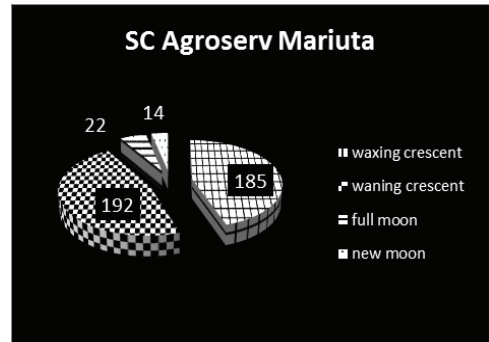 SC Agroserv Mariuta
22
14
185
192
waxing crescent
waning crescent
full moon
new moon